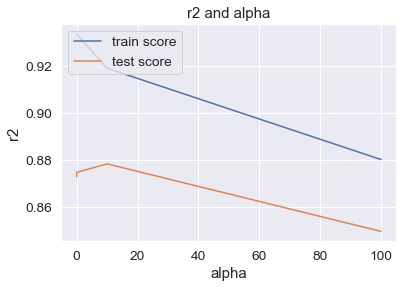 r2 and alpha
train score
test score
0.92
0.90
0.88
0.86
r2
0 20 40 60 80 100
alpha